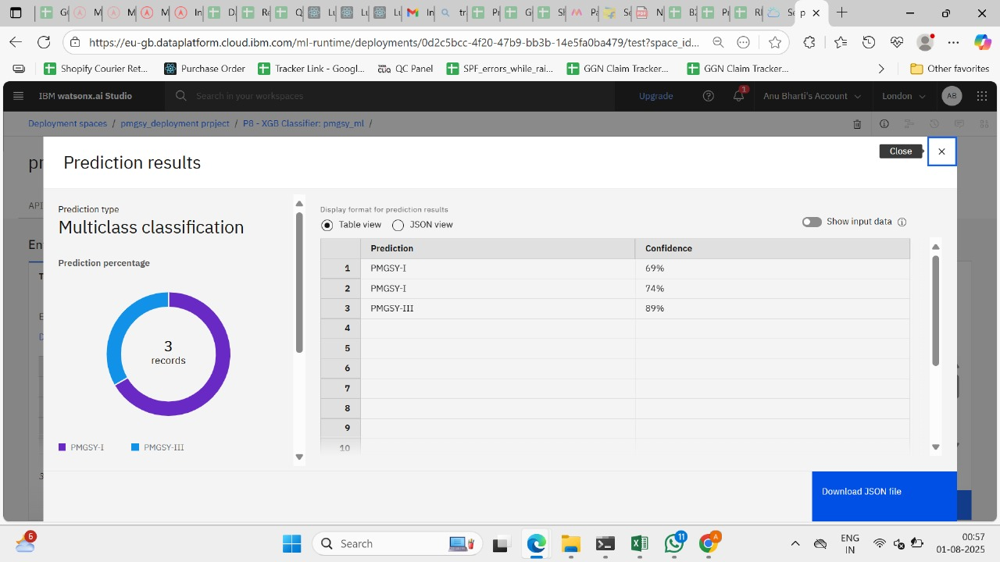 https://eu-gb.dataplatform.cloud.ibm.com/ml-runtime/deployments/0d2c5bcc-4f20-47b9-bb3b-14e5fa0ba479/test?space_id...
Shopify Courier Ret...
Purchase Order
Tracker Link - Googl...
QC Panel
SPF_errors_while_rai...
GGN Claim Tracker...
GGN Claim Tracker...
Other favorites
IBM watsonx.ai Studio
Search in your workspaces
Upgrade
1
Anu Bharti's Account
London
AB
Deployment spaces / pmgsy_deployment prpject / P8 - XGB Classifier: pmgsy_ml /
Close
Prediction results
API
Prediction type
Multiclass classification
Prediction percentage
3
records
PMGSY-I
PMGSY-III
Display format for prediction results
Table view
JSON view
Show input data
Prediction Confidence
1 PMGSY-I 69%
2 PMGSY-I 74%
3 PMGSY-III 89%
4
5
6
7
8
9
10
Download JSON file
6
Search
11
A
ENG
IN
00:57
01-08-2025